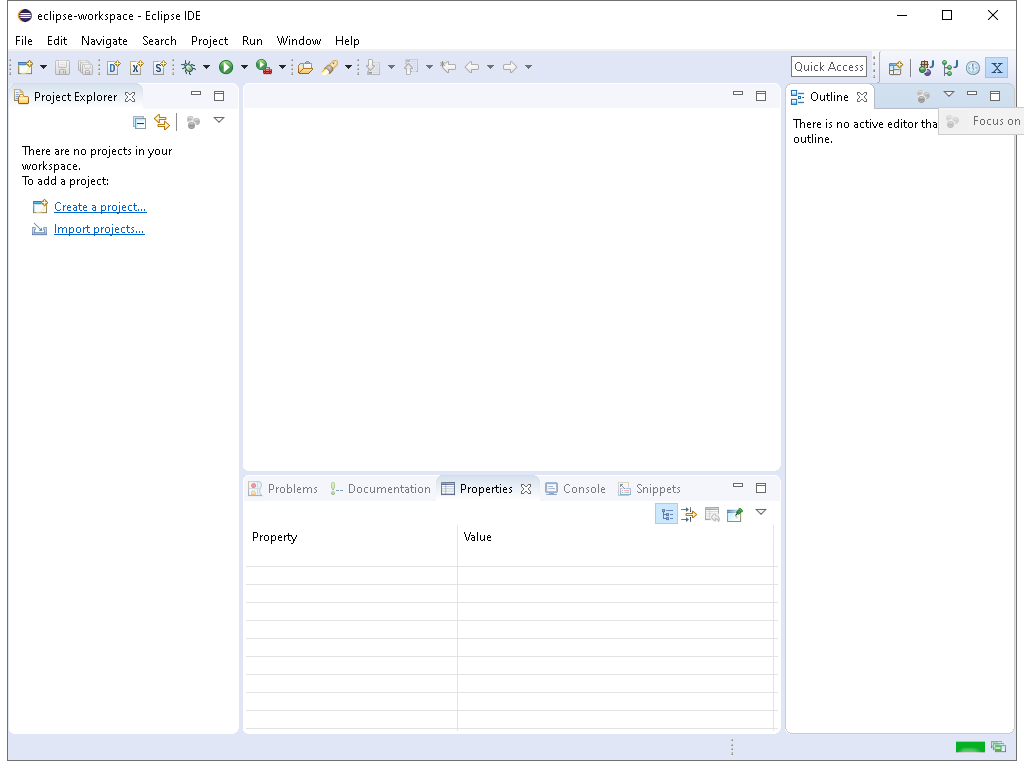 eclipse-workspace - Eclipse IDE
File Edit Navigate Search Project Run Window Help
Quick Access
Project Explorer
There are no projects in your
workspace.
To add a project:
Create a project...
Import projects...
Outline
There is no active editor tha
outline.
Focus on
Problems Documentation Properties Console Snippets
Property Value